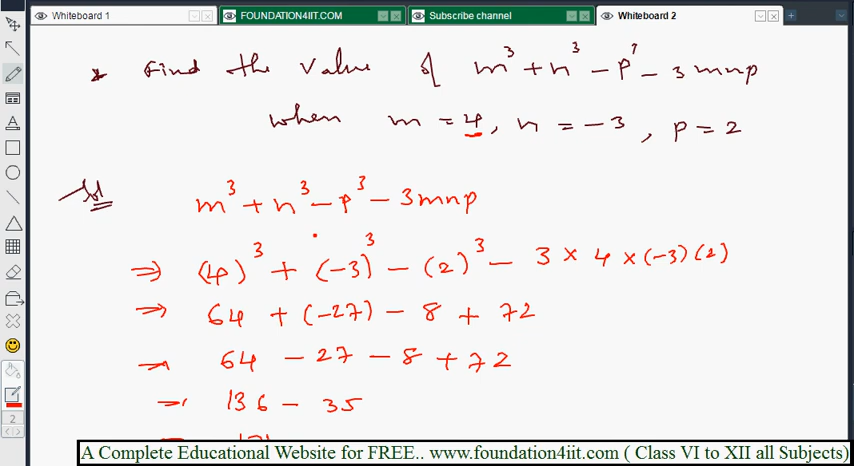 Whiteboard 1 FOUNDATION4IIT.COM Subscribe channel Whiteboard 2
* Find the Value of m³ + n³ - p³ - 3mnp
when m = 4, n = -3, p = 2
Sol
m³ + n³ - p³ - 3mnp
⇒ (4)³ + (-3)³ - (2)³ - 3 × 4 × (-3)(2)
⇒ 64 + (-27) - 8 + 72
→ 64 - 27 - 8 + 72
⇒ 136 - 35
2
A Complete Educational Website for FREE.. www.foundation4iit.com ( Class VI to XII all Subjects)